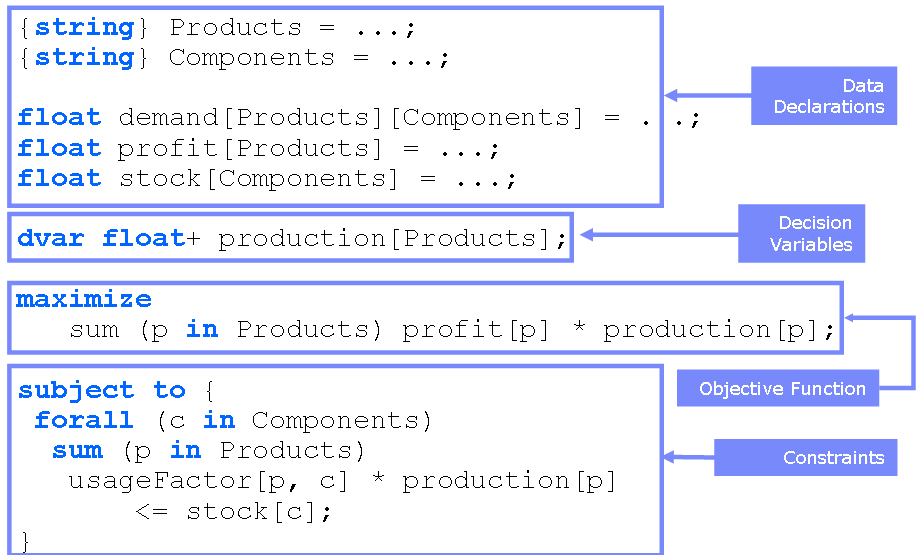 {string} Products = ...;
{string} Components = ...;
Data
Declarations
float demand[Products][Components] = ...;
float profit[Products] = ...;
float stock[Components] = ...;
dvar float+ production[Products];
Decision
Variables
maximize
sum (p in Products) profit[p] * production[p];
Objective Function
subject to {
forall (c in Components)
sum (p in Products)
usageFactor[p, c] * production[p]
<= stock[c];
}
Constraints